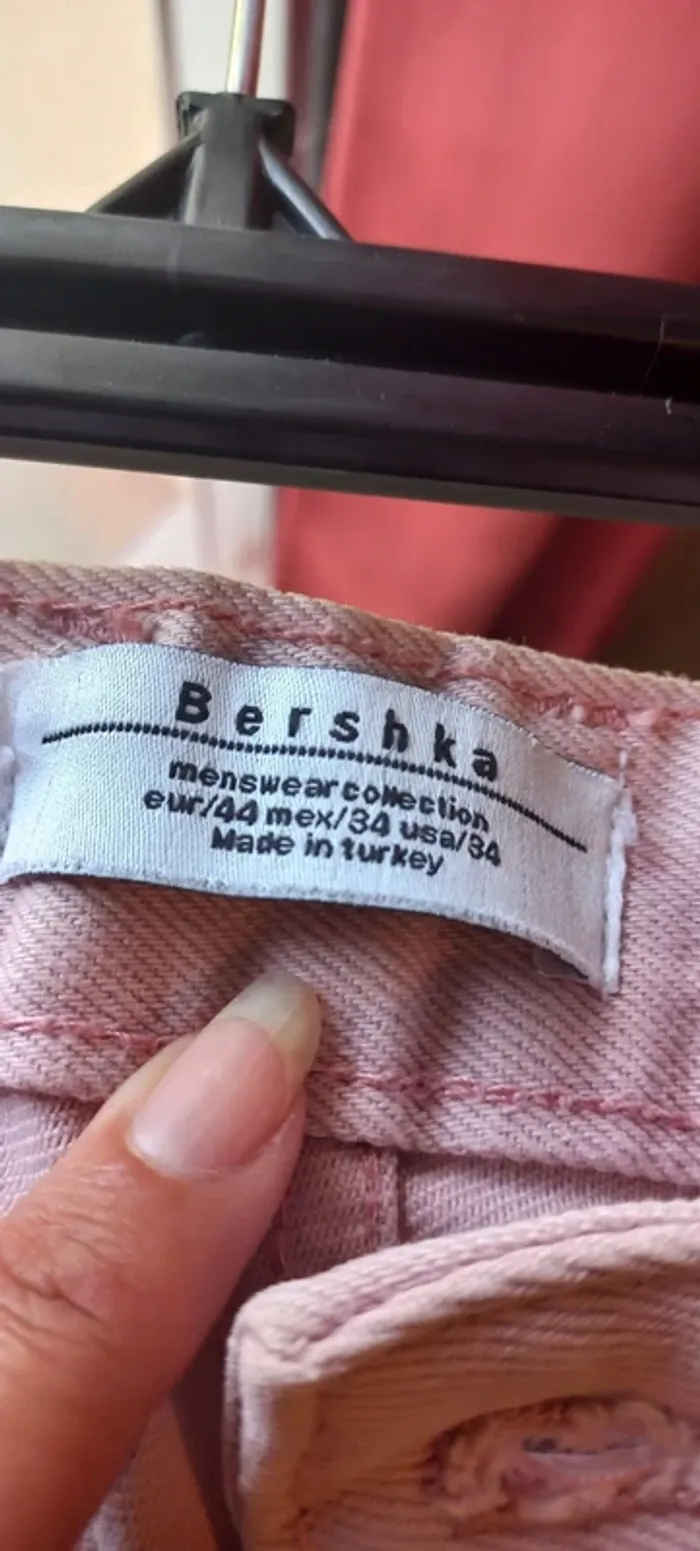 Bershka
menswear collection
eur/44 mex/34 usa/34
Made in turkey